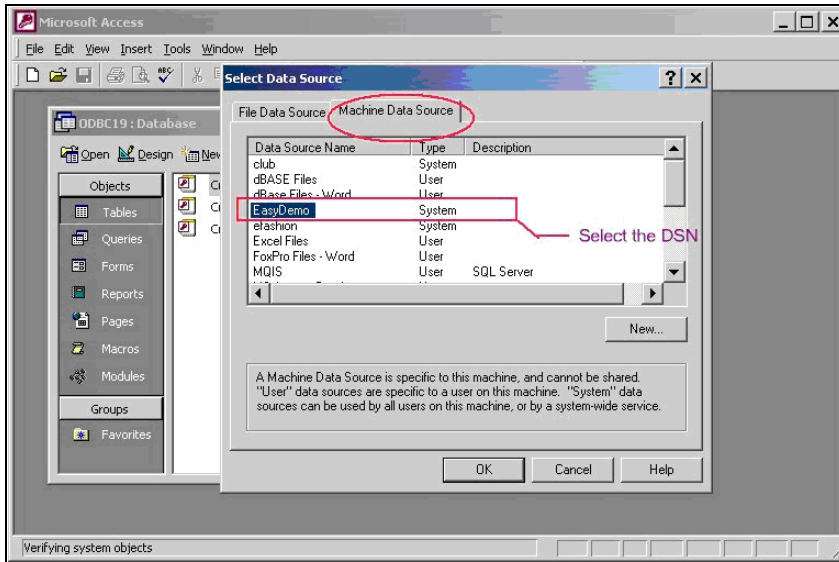 Microsoft Access
File Edit View Insert Tools Window Help
ABC
Select Data Source
File Data Source Machine Data Source
ODBC19 : Database
Open Design New
Objects
Tables
Queries
Forms
Reports
Pages
Macros
Modules
Groups
Favorites
Data Source Name Type Description
club System
dBASE Files User
dBase Files - Word User
EasyDemo System
efashion System
Excel Files User
FoxPro Files - Word User
MQIS User SQL Server
Select the DSN
New...
A Machine Data Source is specific to this machine, and cannot be shared.
"User" data sources are specific to a user on this machine. "System" data
sources can be used by all users on this machine, or by a system-wide service.
OK Cancel Help
Verifying system objects